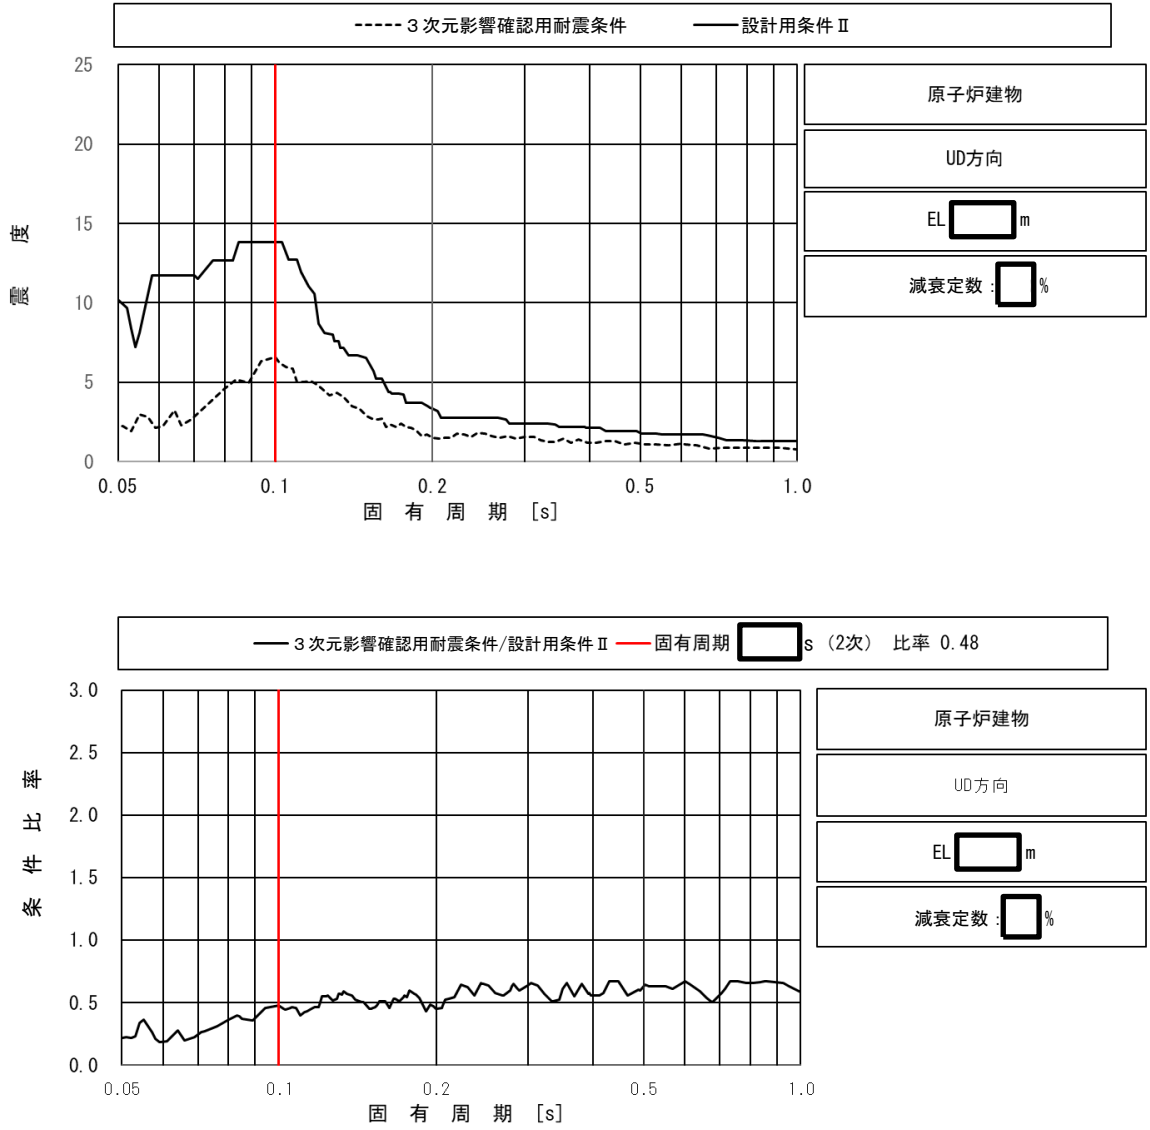 ３次元影響確認用耐震条件 設計用条件Ⅱ
25
20
15
10
5
0
震度
0.05 0.1 0.2 0.5 1.0
固有周期 [s]
原子炉建物
UD方向
EL m
減衰定数： %
３次元影響確認用耐震条件/設計用条件Ⅱ 固有周期 s（2次） 比率 0.48
3.0
2.5
2.0
1.5
1.0
0.5
0.0
条件比率
0.05 0.1 0.2 0.5 1.0
固有周期 [s]
原子炉建物
UD方向
EL m
減衰定数： %